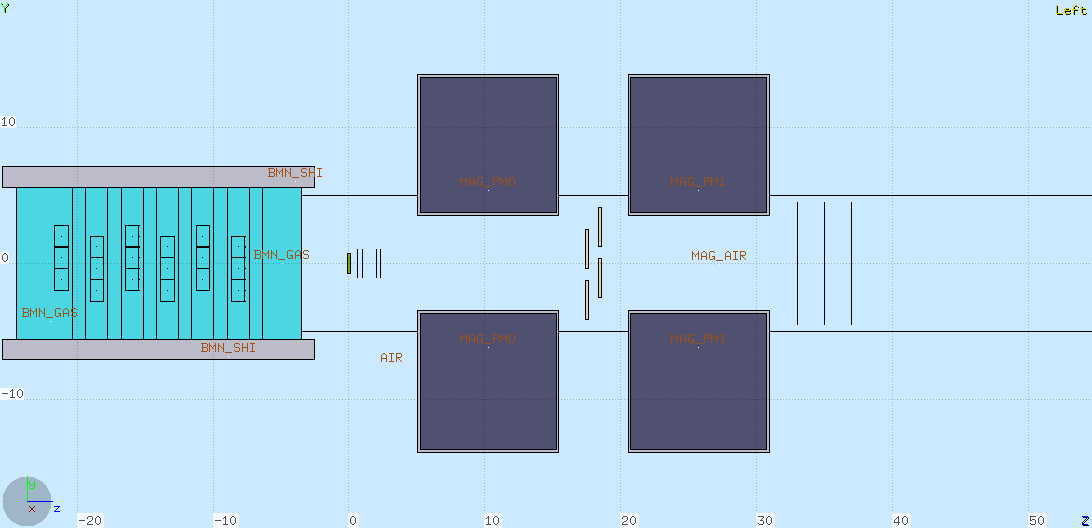 Y
Left
10
BMN_SHI
MAG_PM0
MAG_PM1
0
BMN_GAS
MAG_AIR
BMN_GAS
MAG_PM0
MAG_PM1
BMN_SHI
AIR
-10
y
x
z
-20
-10
0
10
20
30
40
50
Z